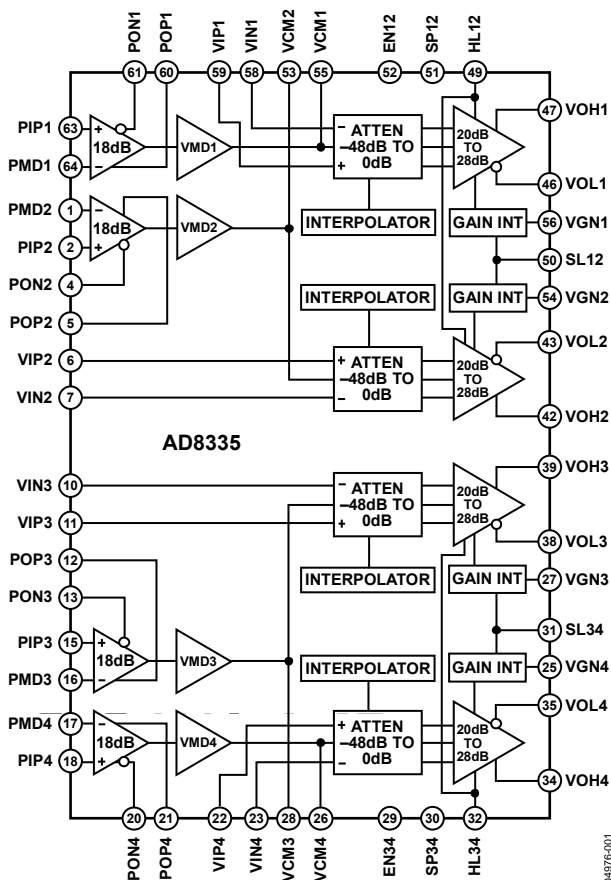 PON1
POP1
VIP1
VIN1
VCM2
VCM1
EN12
SP12
HL12
61
60
59
58
53
55
52
51
49
PIP1 63
PMD1 64
+
18dB
−
VMD1
−
ATTEN
−48dB TO
0dB
+
20dB
TO
28dB
47 VOH1
46 VOL1
PMD2 1
PIP2 2
−
18dB
+
VMD2
INTERPOLATOR
GAIN INT
56 VGN1
50 SL12
PON2 4
POP2 5
INTERPOLATOR
GAIN INT
54 VGN2
VIP2 6
VIN2 7
+
ATTEN
−48dB TO
0dB
−
20dB
TO
28dB
43 VOL2
42 VOH2
AD8335
VIN3 10
VIP3 11
−
ATTEN
−48dB TO
0dB
+
20dB
TO
28dB
39 VOH3
38 VOL3
POP3 12
PON3 13
INTERPOLATOR
GAIN INT
27 VGN3
31 SL34
PIP3 15
PMD3 16
+
18dB
−
VMD3
INTERPOLATOR
GAIN INT
25 VGN4
PMD4 17
PIP4 18
−
18dB
+
VMD4
+
ATTEN
−48dB TO
0dB
−
20dB
TO
28dB
35 VOL4
34 VOH4
20
21
22
23
28
26
29
30
32
PON4
POP4
VIP4
VIN4
VCM3
VCM4
EN34
SP34
HL34
04976-001